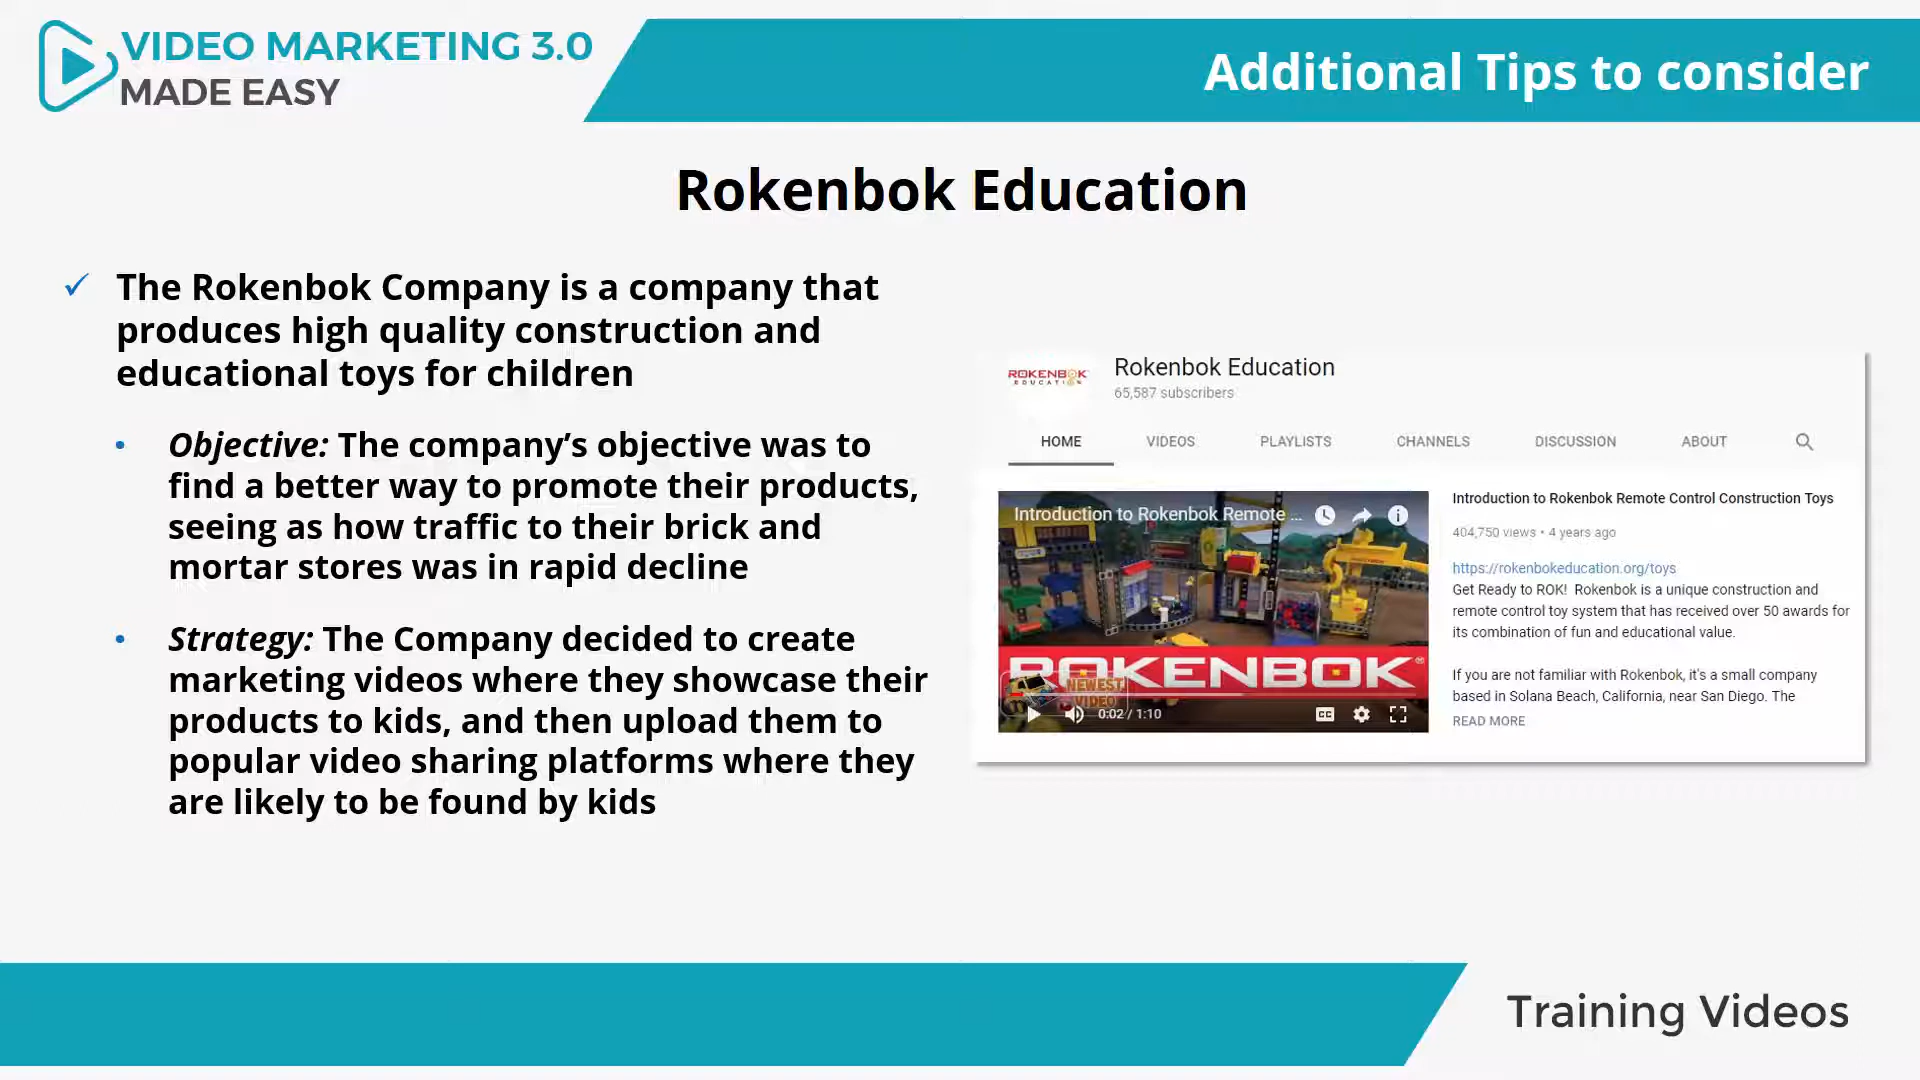 VIDEO MARKETING 3.0
MADE EASY
Additional Tips to consider
Rokenbok Education
The Rokenbok Company is a company that
produces high quality construction and
educational toys for children
Objective: The company’s objective was to
find a better way to promote their products,
seeing as how traffic to their brick and
mortar stores was in rapid decline
Strategy: The Company decided to create
marketing videos where they showcase their
products to kids, and then upload them to
popular video sharing platforms where they
are likely to be found by kids
ROKENBOK
EDUCATION
Rokenbok Education
65,587 subscribers
HOME VIDEOS PLAYLISTS CHANNELS DISCUSSION ABOUT
Introduction to Rokenbok Remote ...
ROKENBOK®
NEWEST
VIDEO
0:02 / 1:10
CC
Introduction to Rokenbok Remote Control Construction Toys
404,750 views • 4 years ago
https://rokenbokeducation.org/toys
Get Ready to ROK! Rokenbok is a unique construction and
remote control toy system that has received over 50 awards for
its combination of fun and educational value.
If you are not familiar with Rokenbok, it's a small company
based in Solana Beach, California, near San Diego. The
READ MORE
Training Videos